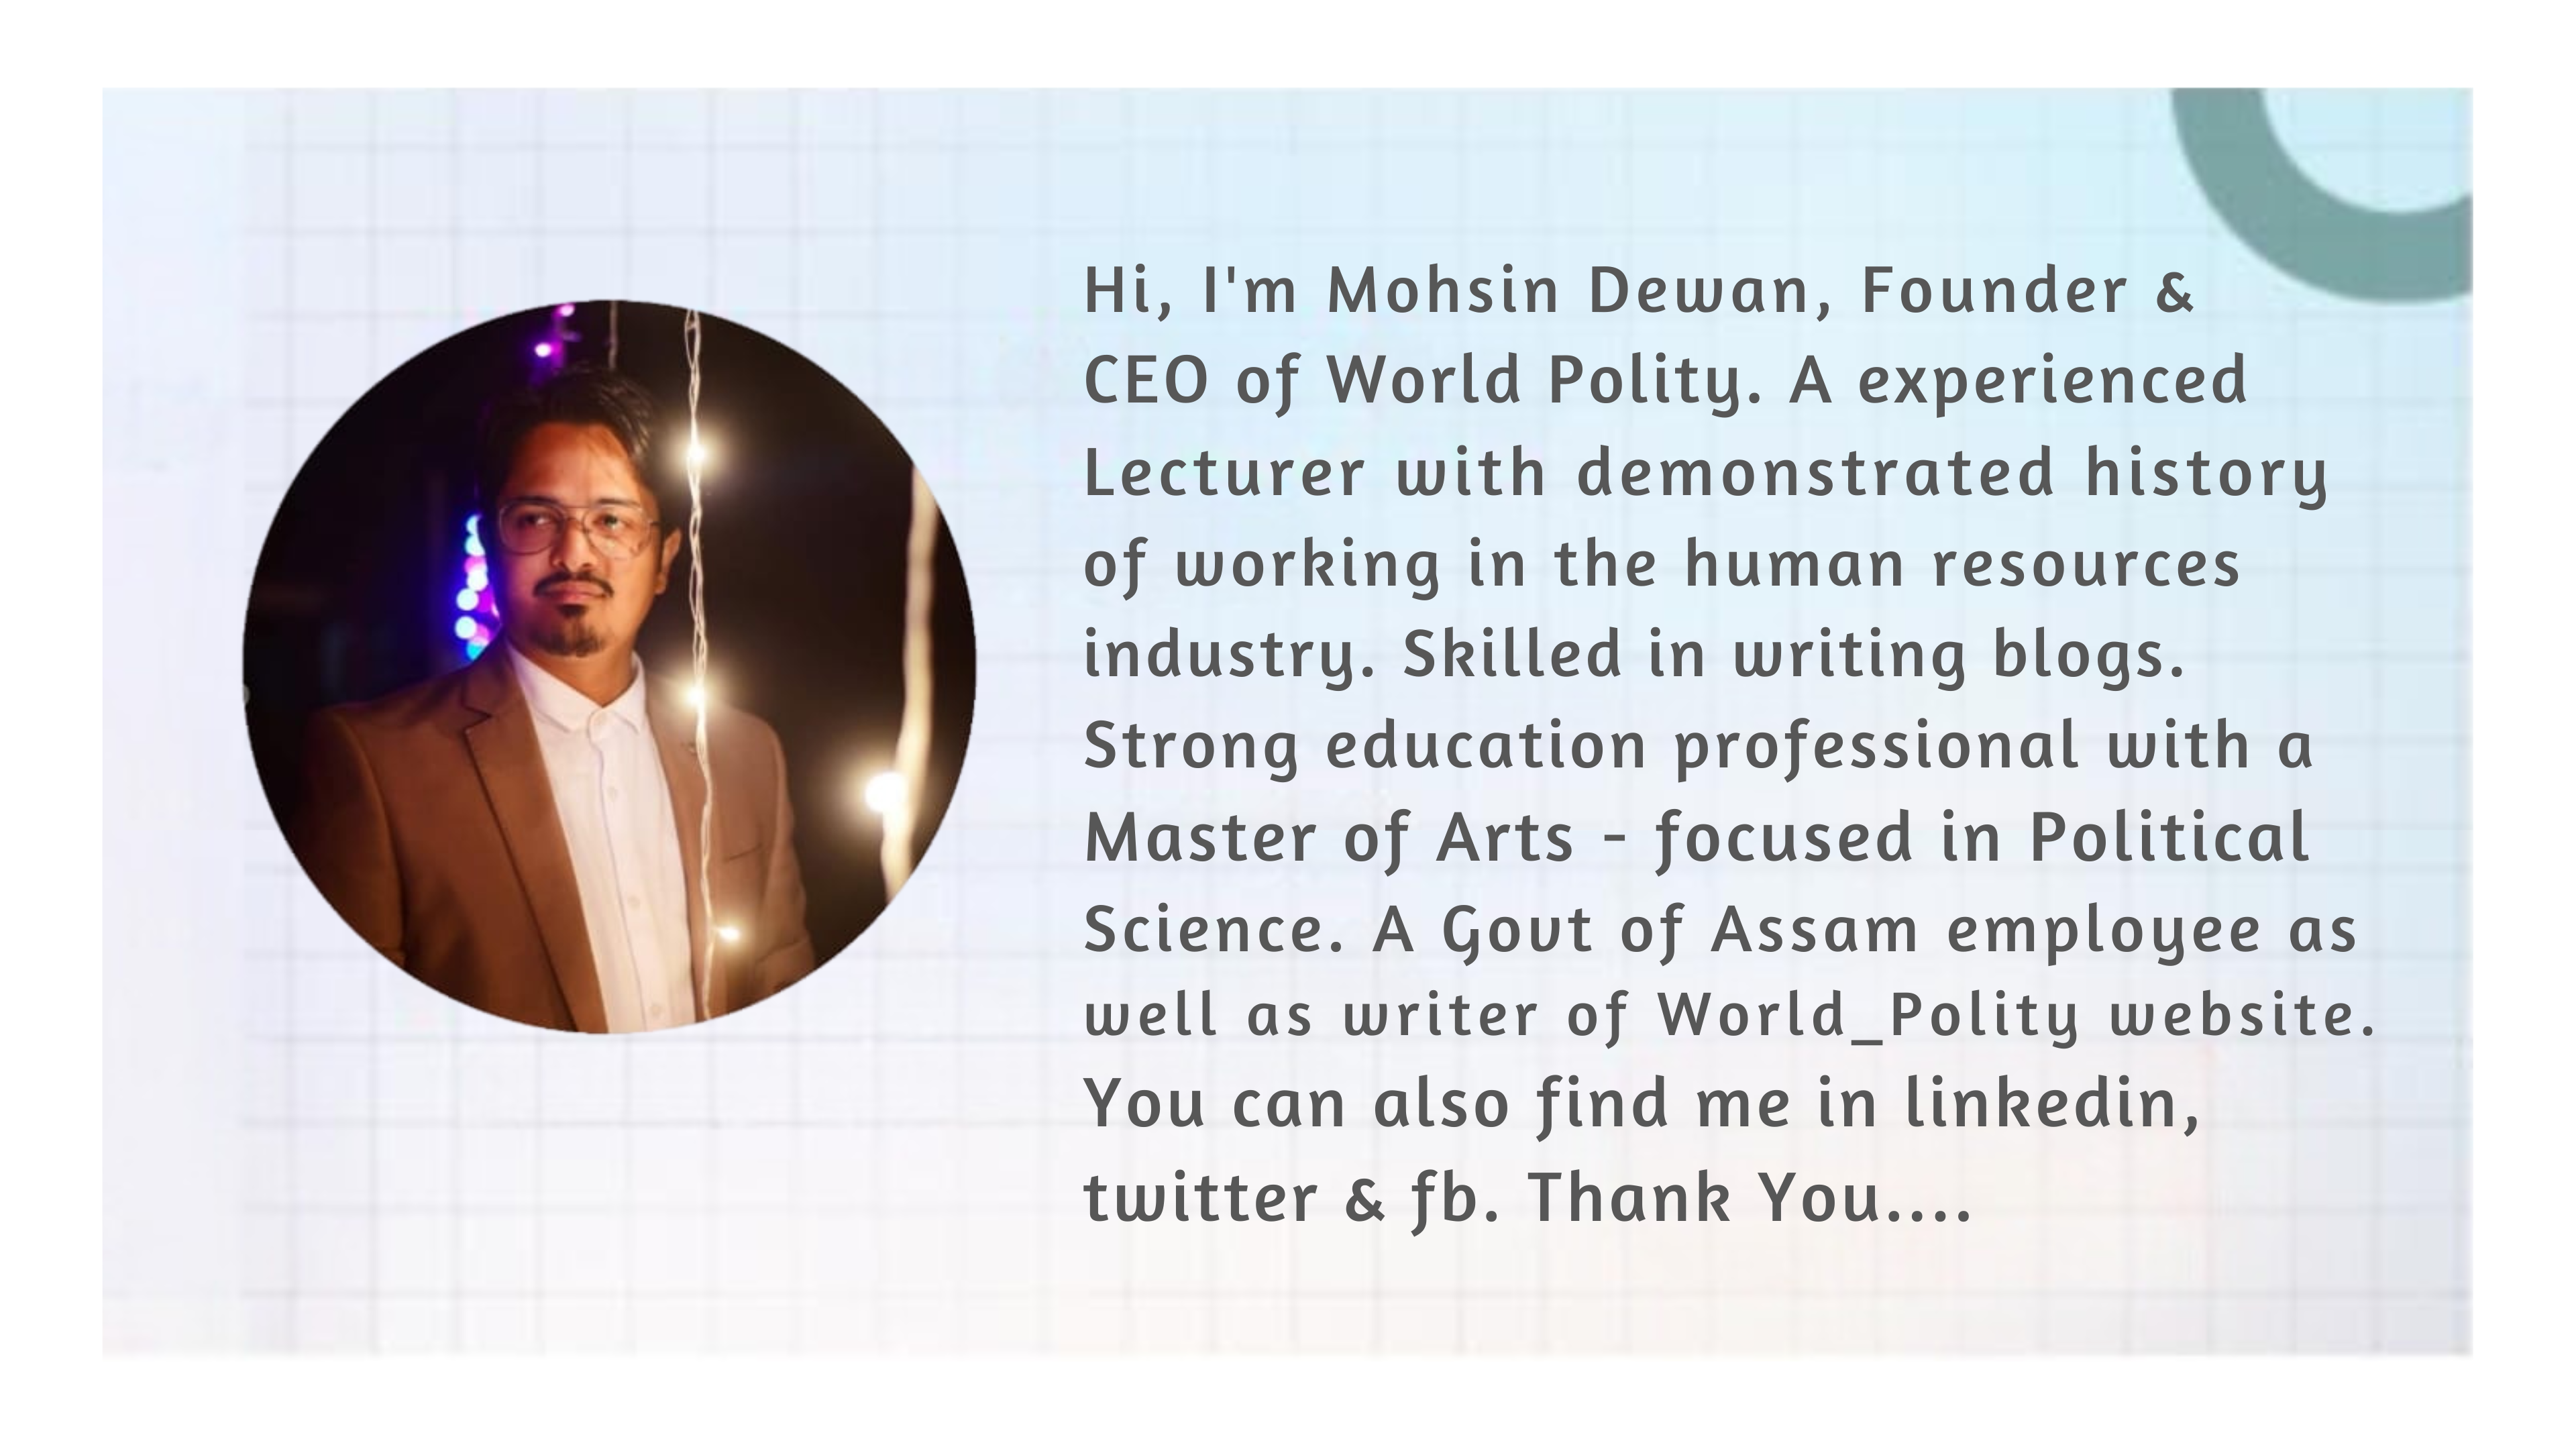 Hi, I'm Mohsin Dewan, Founder &
CEO of World Polity. A experienced
Lecturer with demonstrated history
of working in the human resources
industry. Skilled in writing blogs.
Strong education professional with a
Master of Arts - focused in Political
Science. A Govt of Assam employee as
well as writer of World_Polity website.
You can also find me in linkedin,
twitter & fb. Thank You....